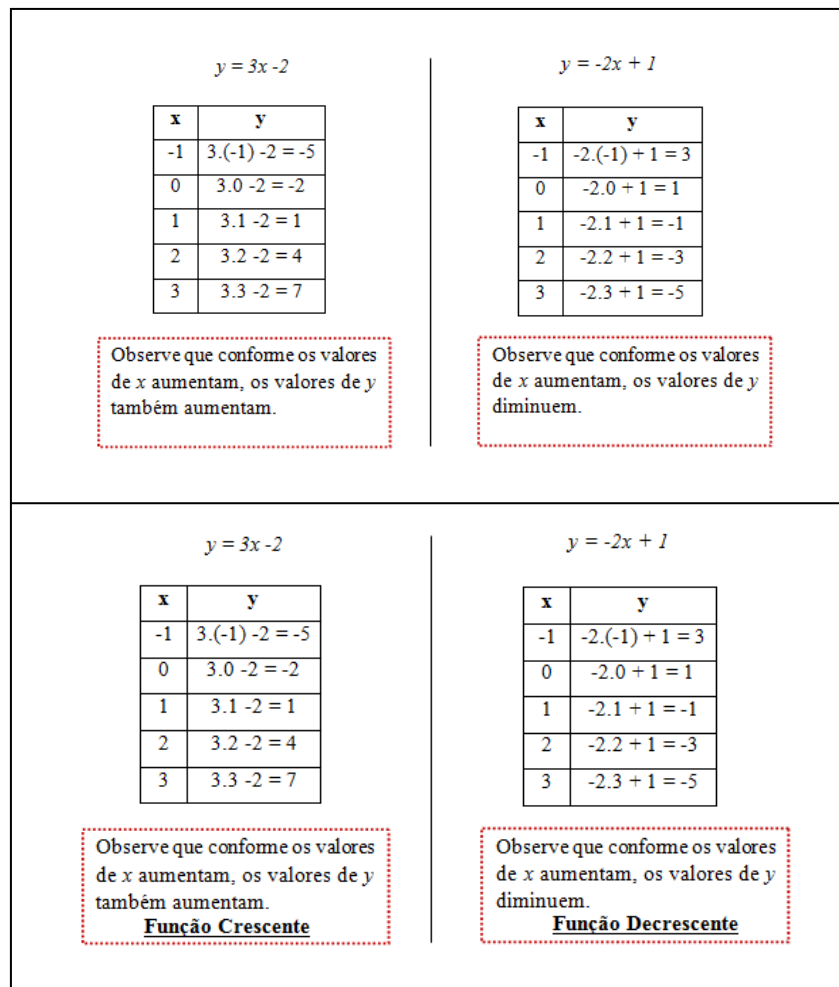 y = 3x -2
x y
-1 3.(-1) -2 = -5
0 3.0 -2 = -2
1 3.1 -2 = 1
2 3.2 -2 = 4
3 3.3 -2 = 7
Observe que conforme os valores
de x aumentam, os valores de y
também aumentam.
y = -2x + 1
x y
-1 -2.(-1) + 1 = 3
0 -2.0 + 1 = 1
1 -2.1 + 1 = -1
2 -2.2 + 1 = -3
3 -2.3 + 1 = -5
Observe que conforme os valores
de x aumentam, os valores de y
diminuem.
y = 3x -2
x y
-1 3.(-1) -2 = -5
0 3.0 -2 = -2
1 3.1 -2 = 1
2 3.2 -2 = 4
3 3.3 -2 = 7
Observe que conforme os valores
de x aumentam, os valores de y
também aumentam.
Função Crescente
y = -2x + 1
x y
-1 -2.(-1) + 1 = 3
0 -2.0 + 1 = 1
1 -2.1 + 1 = -1
2 -2.2 + 1 = -3
3 -2.3 + 1 = -5
Observe que conforme os valores
de x aumentam, os valores de y
diminuem.
Função Decrescente